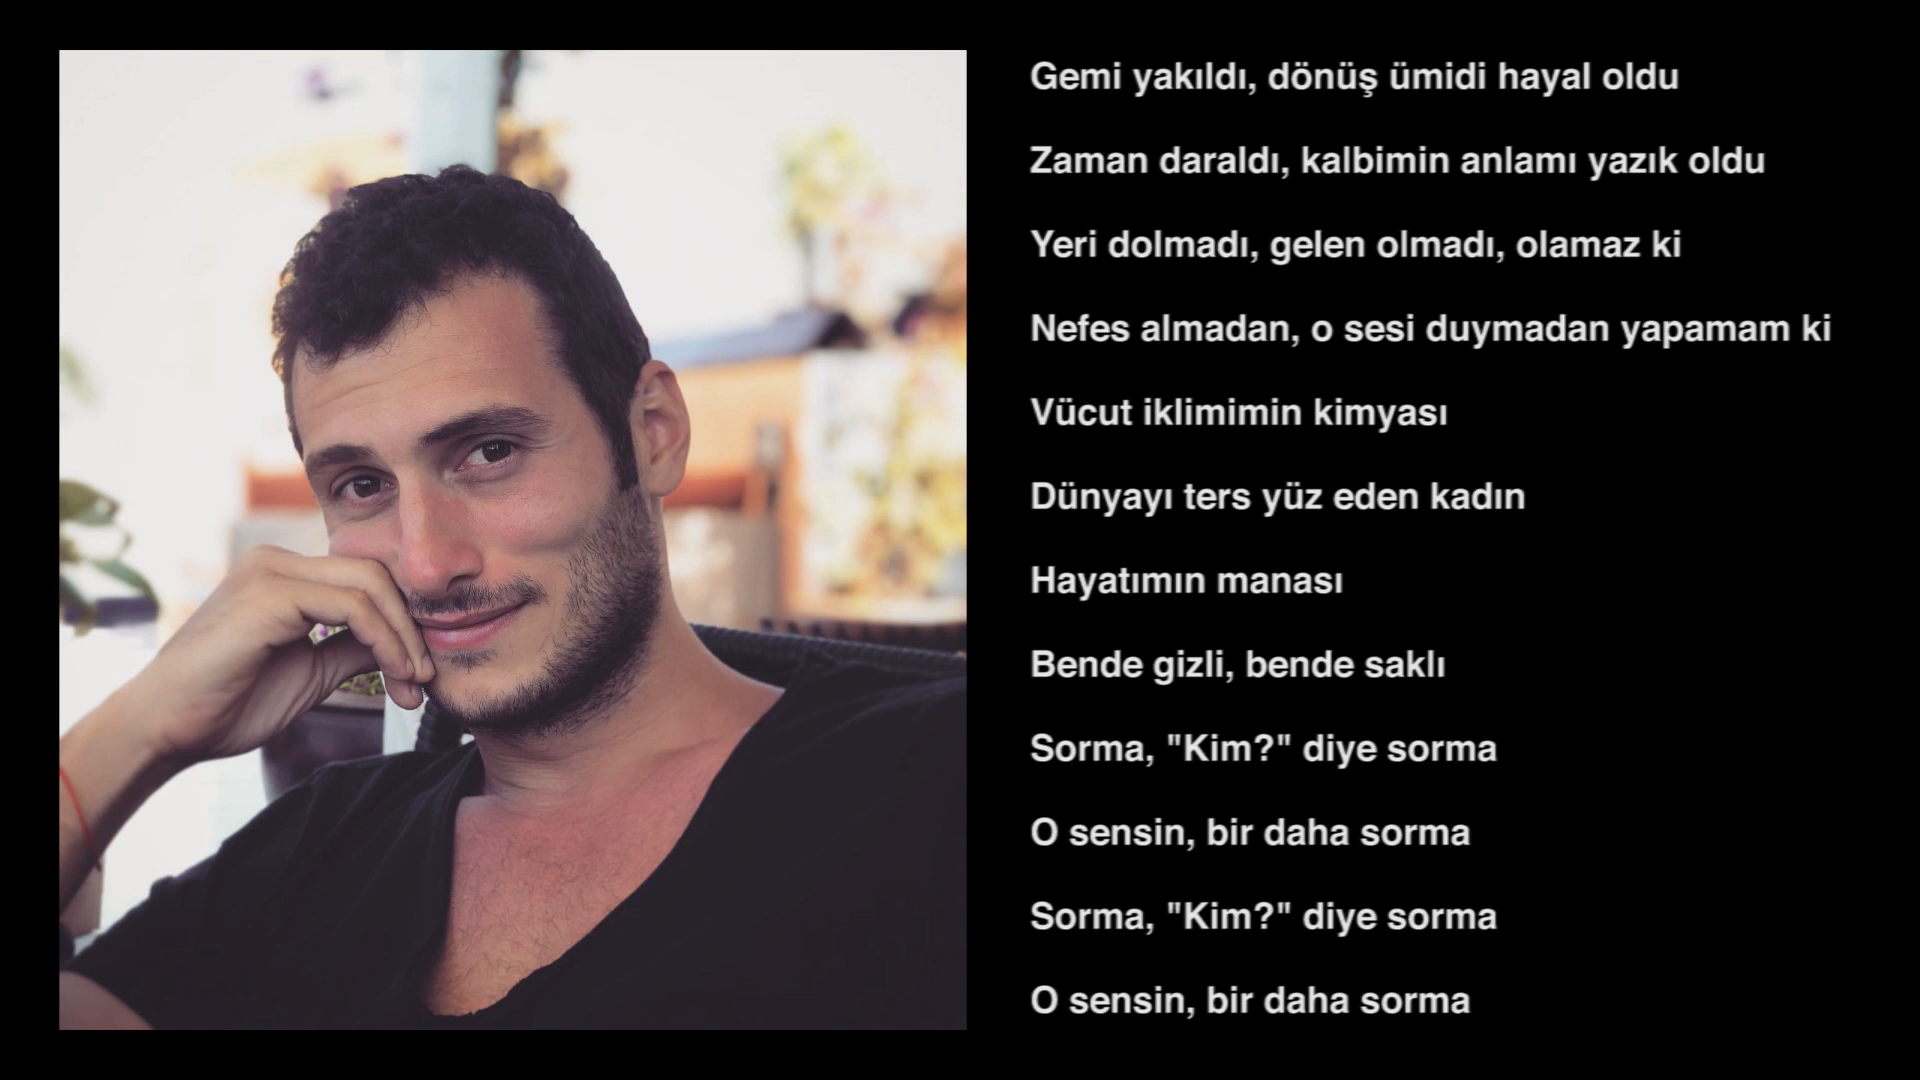 Gemi yakıldı, dönüş ümidi hayal oldu
Zaman daraldı, kalbimin anlamı yazık oldu
Yeri dolmadı, gelen olmadı, olamaz ki
Nefes almadan, o sesi duymadan yapamam ki
Vücut iklimimin kimyası
Dünyayı ters yüz eden kadın
Hayatımın manası
Bende gizli, bende saklı
Sorma, "Kim?" diye sorma
O sensin, bir daha sorma
Sorma, "Kim?" diye sorma
O sensin, bir daha sorma